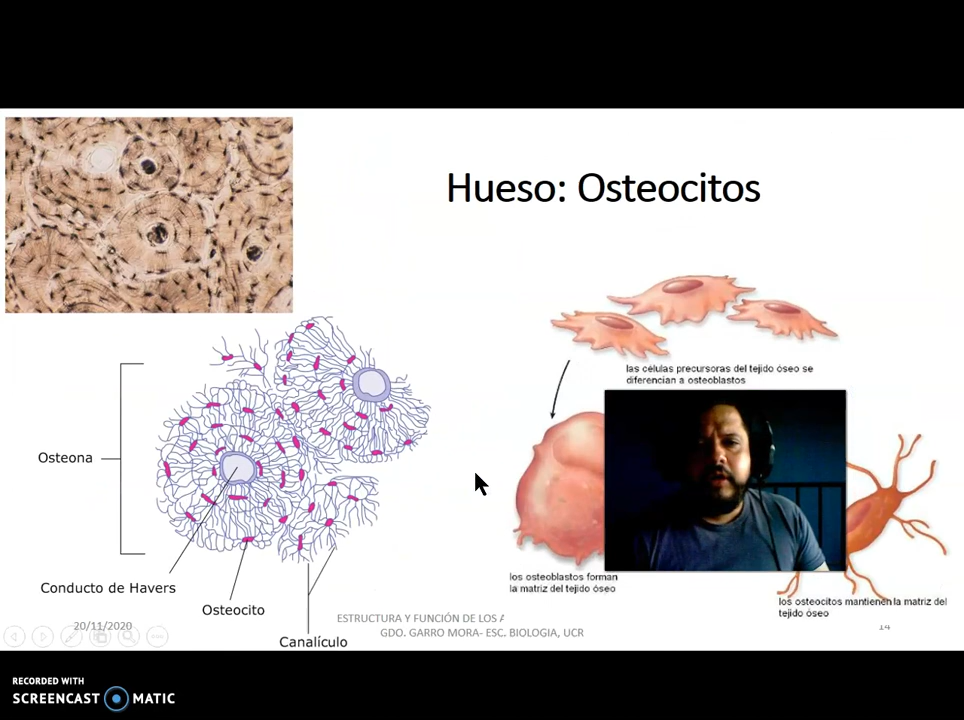 Hueso: Osteocitos
las células precursoras del tejido óseo se
diferencian a osteoblastos
Osteona
Conducto de Havers
Osteocito
Canalículo
los osteoblastos forman
la matriz del tejido óseo
los osteocitos mantienen la matriz del
tejido óseo
20/11/2020
ESTRUCTURA Y FUNCIÓN DE LOS
GDO. GARRO MORA- ESC. BIOLOGIA, UCR
14
RECORDED WITH
SCREENCAST MATIC